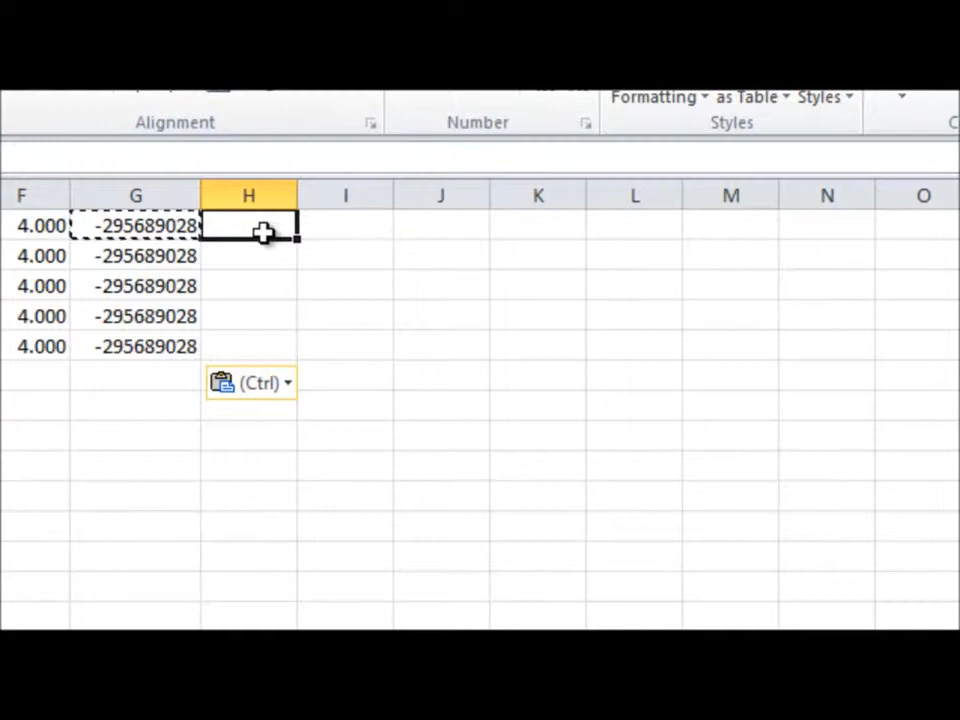 Formatting as Table Styles
Alignment Number Styles C
F G H I J K L M N O
4.000 -295689028
4.000 -295689028
4.000 -295689028
4.000 -295689028
4.000 -295689028
(Ctrl)